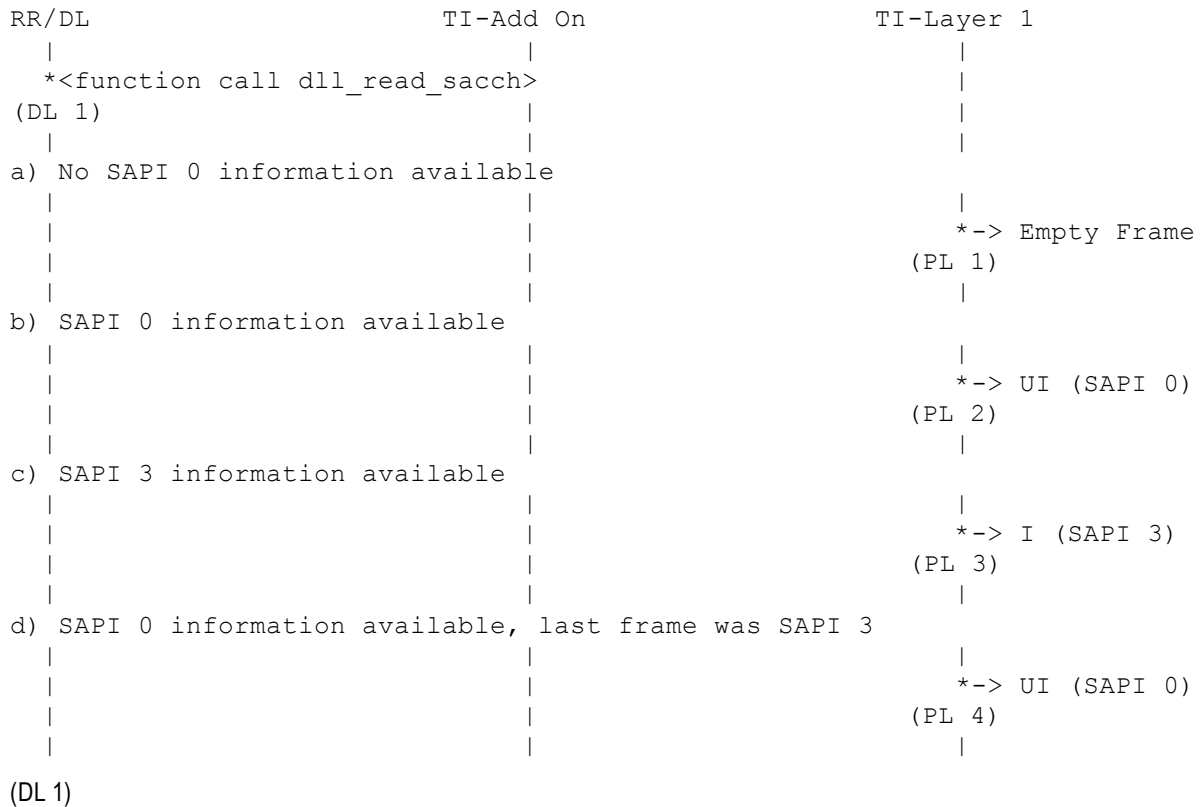 RR/DL TI-Add On TI-Layer 1
| | |
*<function call dll_read_sacch> |
(DL 1) | |
| | |
a) No SAPI 0 information available
| | |
| | *-> Empty Frame
| | (PL 1)
| | |
b) SAPI 0 information available
| | |
| | *-> UI (SAPI 0)
| | (PL 2)
| | |
c) SAPI 3 information available
| | |
| | *-> I (SAPI 3)
| | (PL 3)
| | |
d) SAPI 0 information available, last frame was SAPI 3
| | |
| | *-> UI (SAPI 0)
| | (PL 4)
| | |
(DL 1)